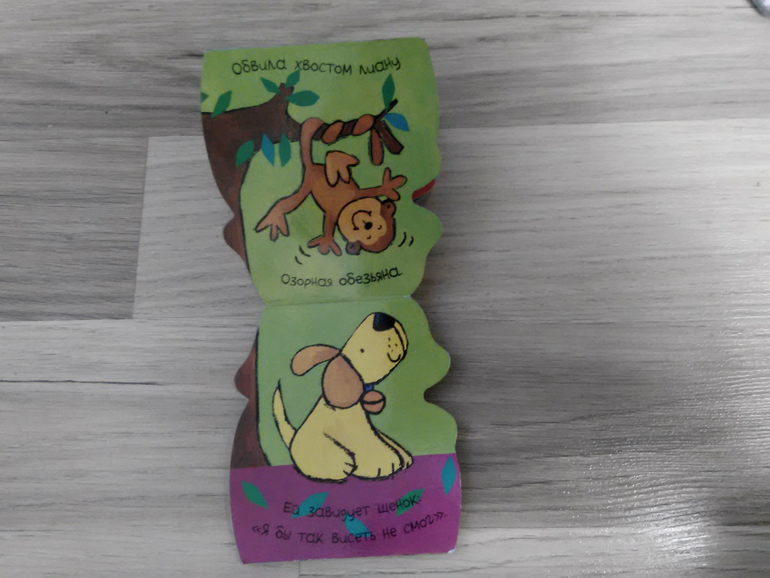 Обвила хвостом лиану
Озорная обезьяна
Ей завидует щенок:
«Я бы так висеть не смог».